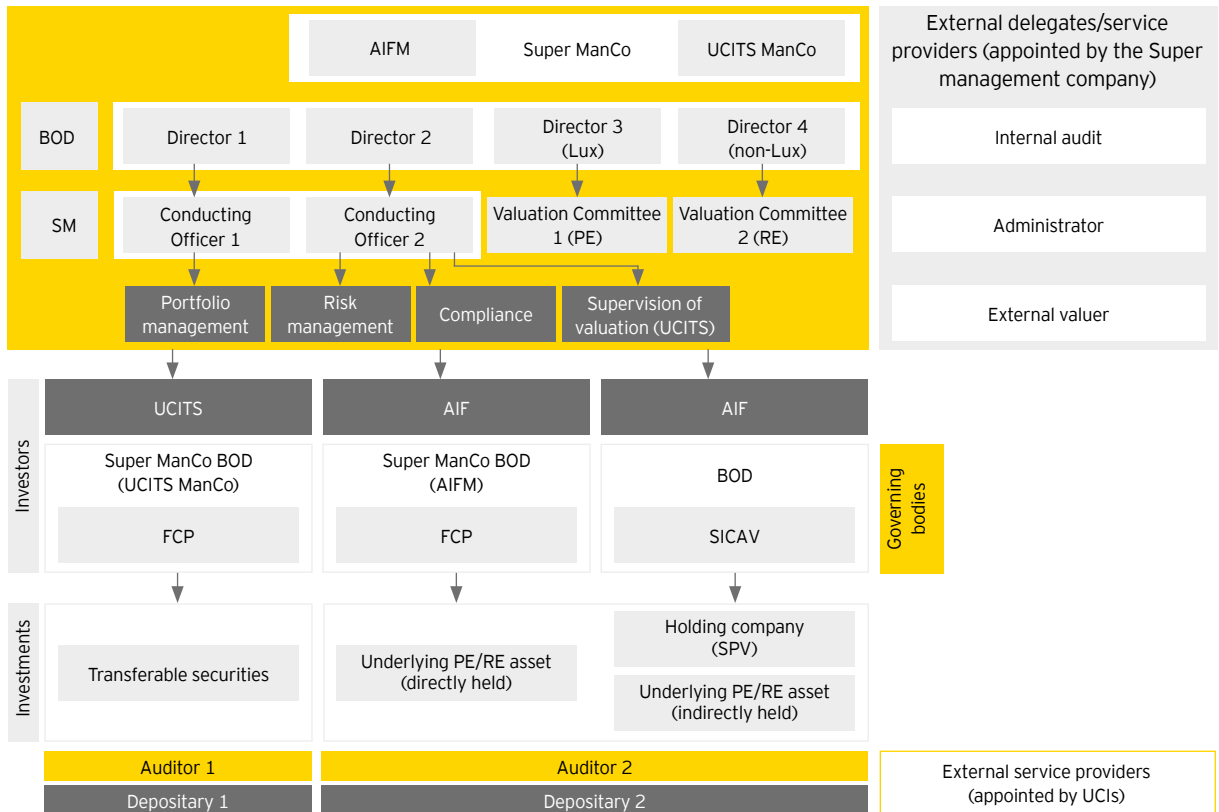 AIFM
Super ManCo
UCITS ManCo
External delegates/service
providers (appointed by the Super
management company)
BOD
Director 1
Director 2
Director 3
(Lux)
Director 4
(non-Lux)
Internal audit
SM
Conducting
Officer 1
Conducting
Officer 2
Valuation Committee
1 (PE)
Valuation Committee
2 (RE)
Administrator
Portfolio
management
Risk
management
Compliance
Supervision of
valuation (UCITS)
External valuer
Investors
UCITS
AIF
AIF
Super ManCo BOD
(UCITS ManCo)
Super ManCo BOD
(AIFM)
BOD
FCP
FCP
SICAV
Governing
bodies
Investments
Transferable securities
Underlying PE/RE asset
(directly held)
Holding company
(SPV)
Underlying PE/RE asset
(indirectly held)
Auditor 1
Auditor 2
Depositary 1
Depositary 2
External service providers
(appointed by UCIs)